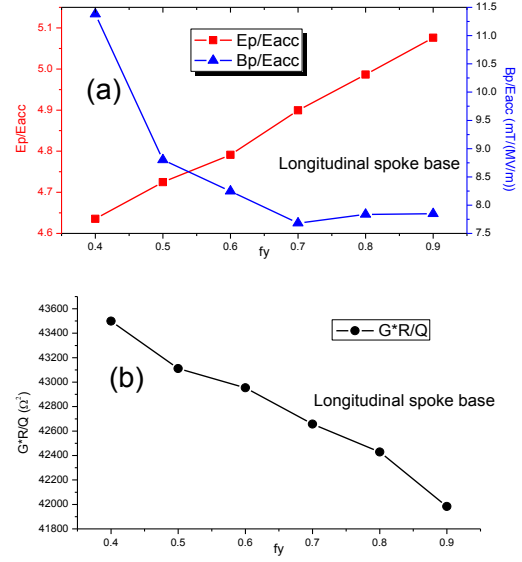 5.1
5.0
4.9
4.8
4.7
4.6
Ep/Eacc
Ep/Eacc
Bp/Eacc
(a)
Longitudinal spoke base
11.5
11.0
10.5
10.0
9.5
9.0
8.5
8.0
7.5
Bp/Eacc (mT/(MV/m))
0.4 0.5 0.6 0.7 0.8 0.9
fy
43600
43400
43200
43000
42800
42600
42400
42200
42000
41800
G*R/Q (Ω²)
G*R/Q
(b)
Longitudinal spoke base
0.4 0.5 0.6 0.7 0.8 0.9
fy